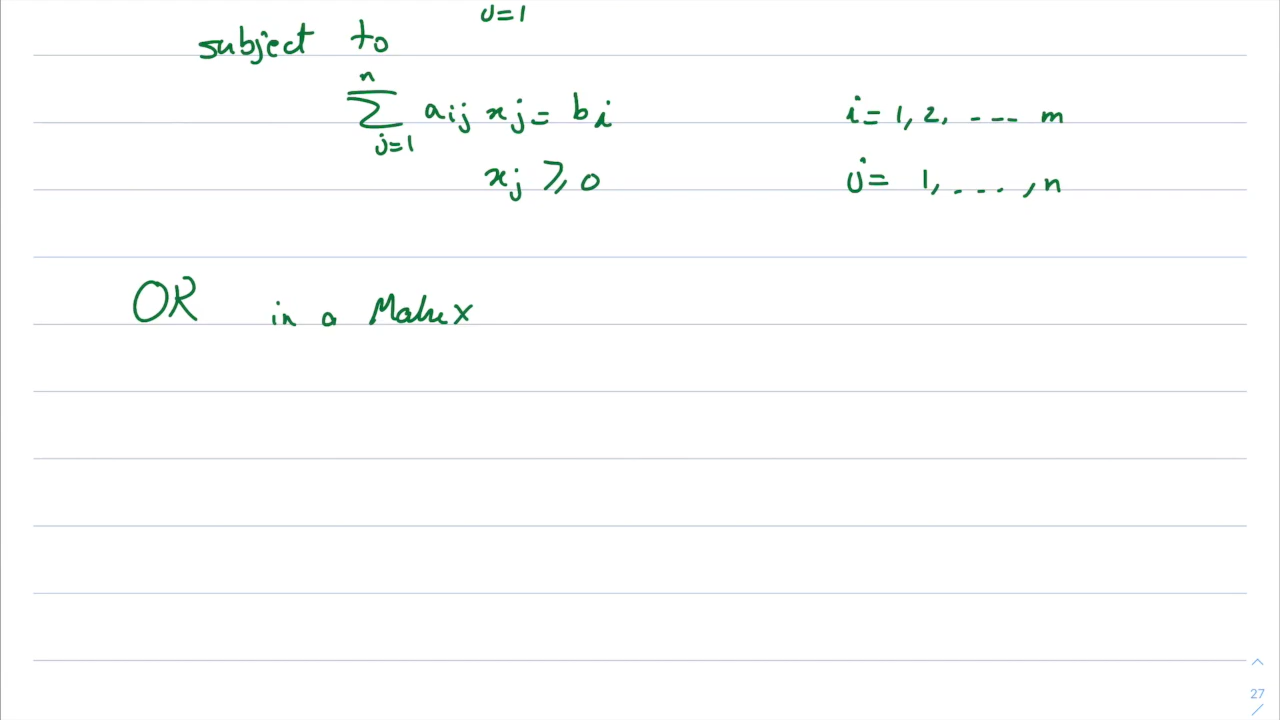 j=1
subject to
n
∑ aij xj = bi i = 1, 2, ---- m
j=1
xj ≥ 0 j = 1, ...., n
OR in a Matrix
27